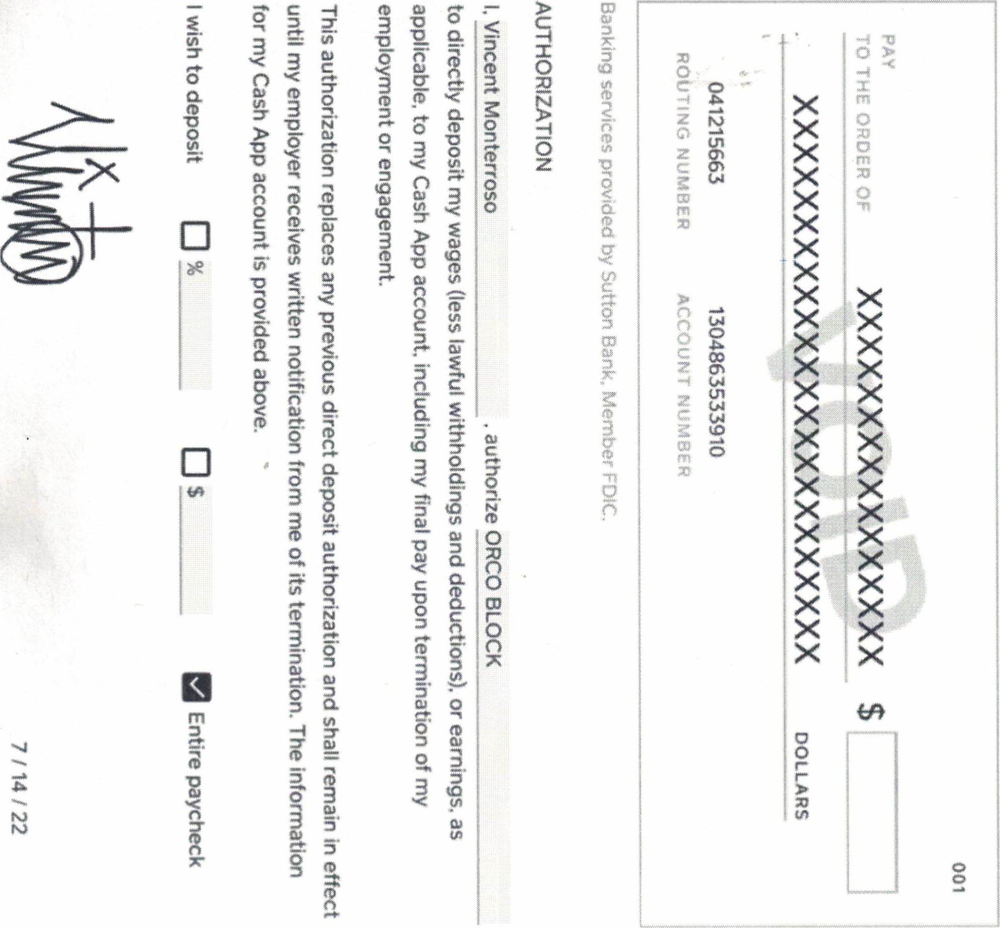 001
PAY
TO THE ORDER OF XXXXXXXXXXXXXXXXX $
XXXXXXXXXXXXXXXXXXXXXXXXX DOLLARS
VOID
041215663 1304863533910
ROUTING NUMBER ACCOUNT NUMBER
Banking services provided by Sutton Bank, Member FDIC.
AUTHORIZATION
I, Vincent Monterroso , authorize ORCO BLOCK
to directly deposit my wages (less lawful withholdings and deductions), or earnings, as
applicable, to my Cash App account, including my final pay upon termination of my
employment or engagement.
This authorization replaces any previous direct deposit authorization and shall remain in effect
until my employer receives written notification from me of its termination. The information
for my Cash App account is provided above.
I wish to deposit % $ Entire paycheck
7 / 14 / 22